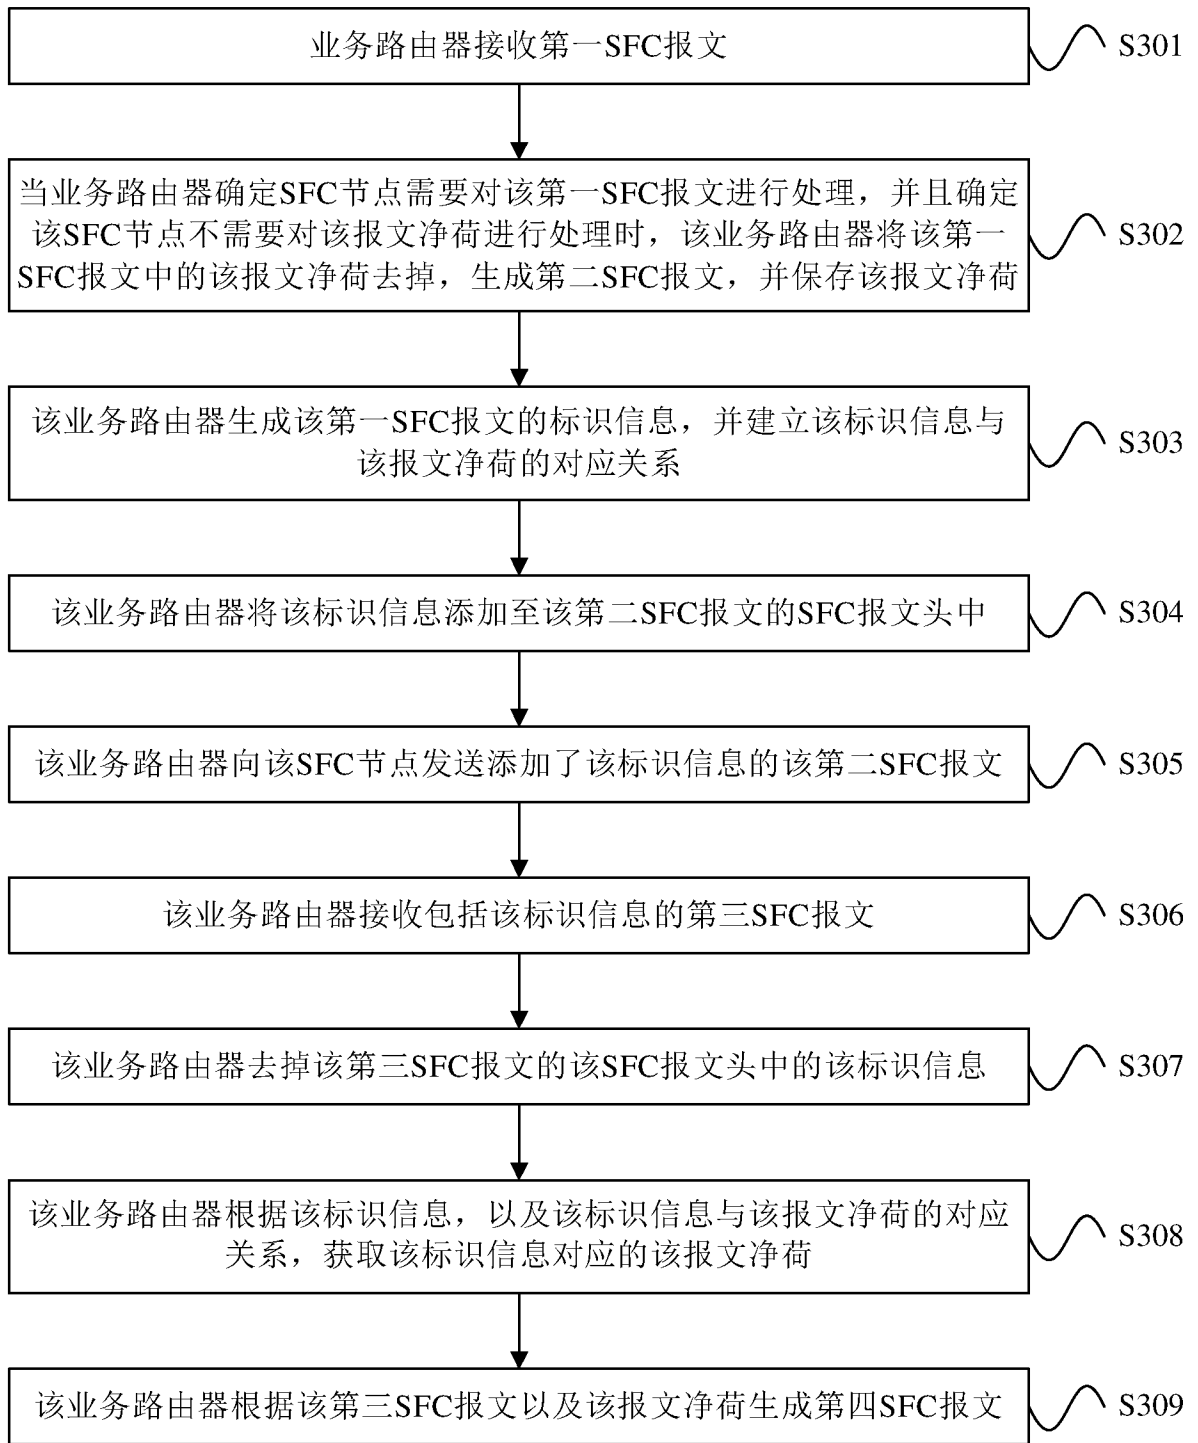 业务路由器接收第一SFC报文
S301
当业务路由器确定SFC节点需要对该第一SFC报文进行处理，并且确定
该SFC节点不需要对该报文净荷进行处理时，该业务路由器将该第一
SFC报文中的该报文净荷去掉，生成第二SFC报文，并保存该报文净荷
S302
该业务路由器生成该第一SFC报文的标识信息，并建立该标识信息与
该报文净荷的对应关系
S303
该业务路由器将该标识信息添加至该第二SFC报文的SFC报文头中
S304
该业务路由器向该SFC节点发送添加了该标识信息的该第二SFC报文
S305
该业务路由器接收包括该标识信息的第三SFC报文
S306
该业务路由器去掉该第三SFC报文的该SFC报文头中的该标识信息
S307
该业务路由器根据该标识信息，以及该标识信息与该报文净荷的对应
关系，获取该标识信息对应的该报文净荷
S308
该业务路由器根据该第三SFC报文以及该报文净荷生成第四SFC报文
S309